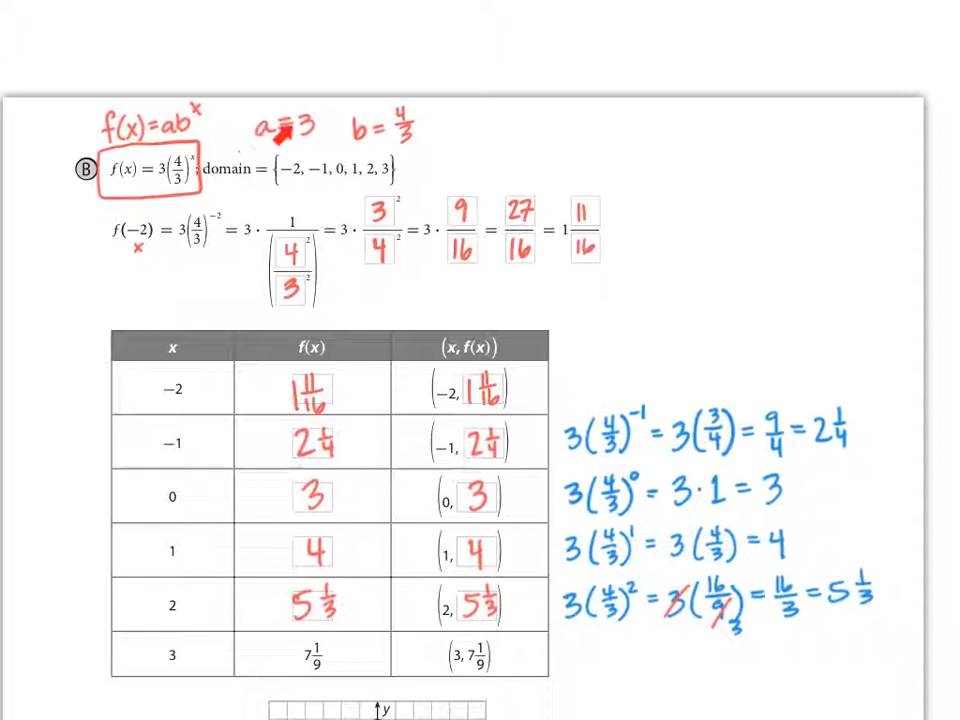 f(x) = ab^x   a = 3   b = 4/3
B f(x) = 3(4/3)^x; domain = {−2, −1, 0, 1, 2, 3}
f(−2) = 3(4/3)^−2 = 3 · 1/(4^2/3^2) = 3 · 3^2/4^2 = 3 · 9/16 = 27/16 = 1 11/16
x
x f(x) (x, f(x))
−2 1 11/16 (−2, 1 11/16)
−1 2 1/4 (−1, 2 1/4) 3(4/3)^−1 = 3(3/4) = 9/4 = 2 1/4
0 3 (0, 3) 3(4/3)^0 = 3 · 1 = 3
1 4 (1, 4) 3(4/3)^1 = 3(4/3) = 4
2 5 1/3 (2, 5 1/3) 3(4/3)^2 = 3(16/9) = 16/3 = 5 1/3
3
3 7 1/9 (3, 7 1/9)
y